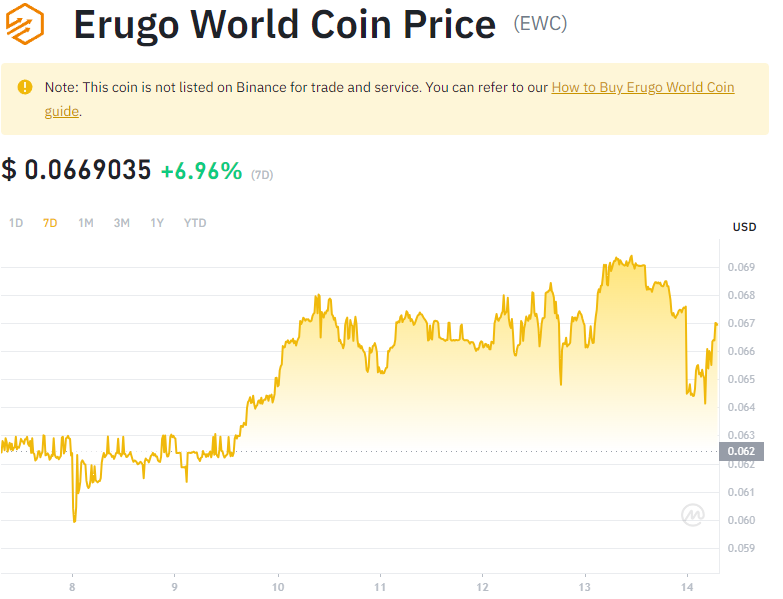 Erugo World Coin Price (EWC)
Note: This coin is not listed on Binance for trade and service. You can refer to our How to Buy Erugo World Coin
guide.
$ 0.0669035 +6.96% (7D)
1D 7D 1M 3M 1Y YTD
USD
0.069
0.068
0.067
0.066
0.065
0.064
0.063
0.062
0.062
0.061
0.060
0.059
8 9 10 11 12 13 14